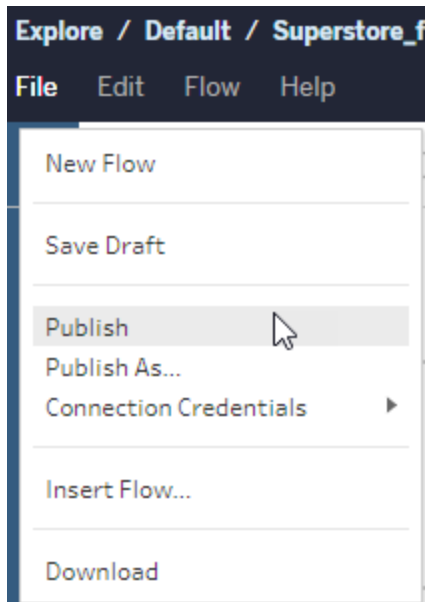 Explore / Default / Superstore_f
File Edit Flow Help
New Flow
Save Draft
Publish
Publish As...
Connection Credentials
Insert Flow...
Download